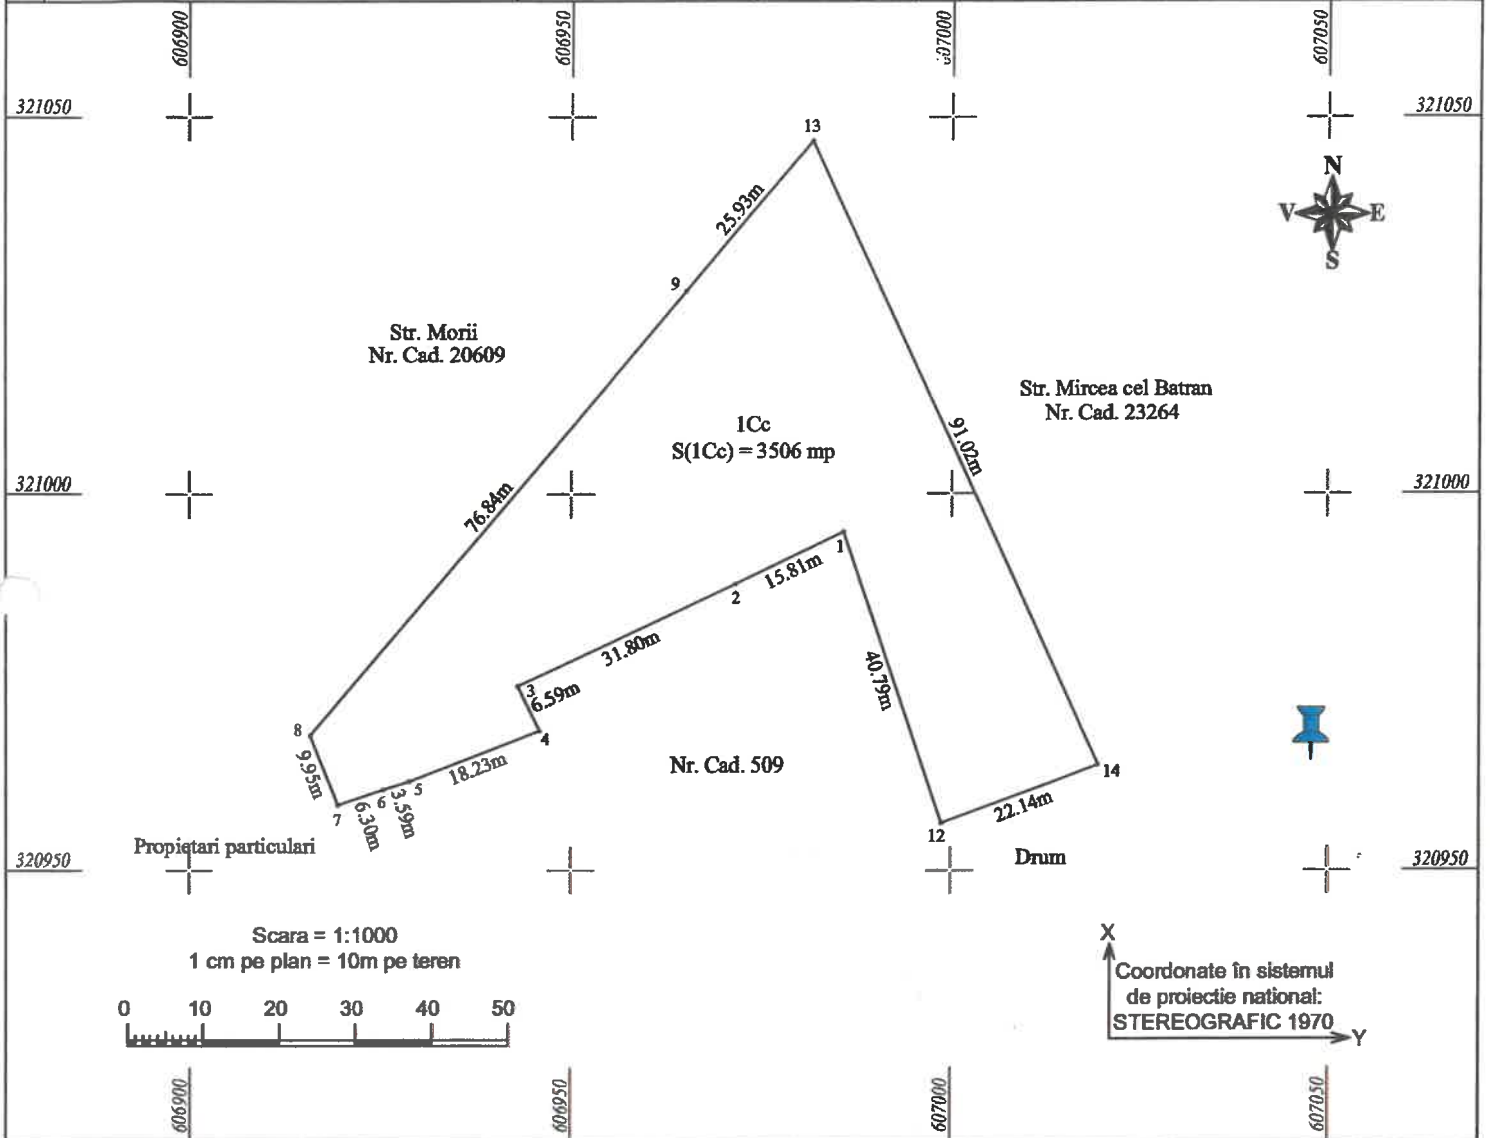 606900
606950
607000
607050
321050
321050
13
N
V E
S
25.93m
9
Str. Morii
Nr. Cad. 20609
Str. Mircea cel Batran
Nr. Cad. 23264
1Cc
S(1Cc) = 3506 mp
91.02m
321000
321000
76.84m
1
15.81m
2
31.80m
40.79m
3
6.59m
8
4
9.95m
18.23m
Nr. Cad. 509
14
5
6
3.59m
22.14m
7
6.30m
12
Propietari particulari
Drum
320950
320950
Scara = 1:1000
1 cm pe plan = 10m pe teren
X
Coordonate în sistemul
de proiectie national:
STEREOGRAFIC 1970
Y
0 10 20 30 40 50
606900
606950
607000
607050